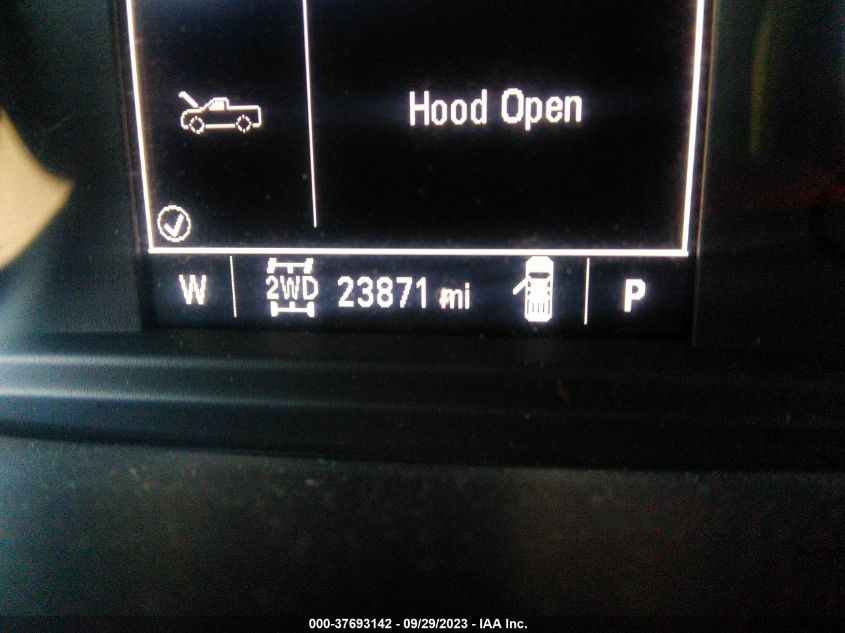 Hood Open
W 2WD 23871 mi P
000-37693142 - 09/29/2023 - IAA Inc.